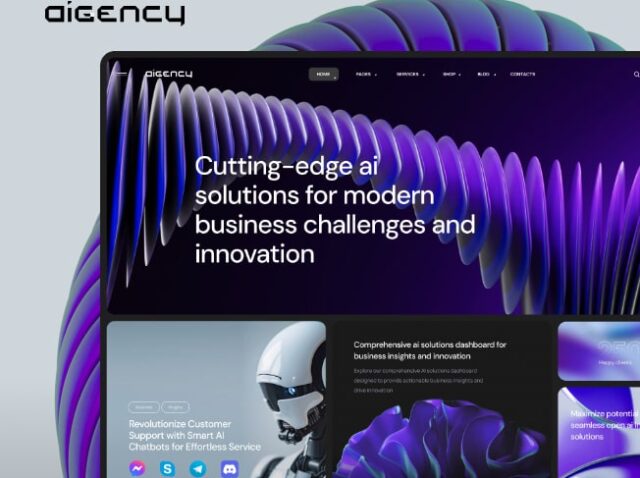 aigency
aigency
HOME PAGES SERVICES SHOP BLOG CONTACTS
Cutting-edge ai
solutions for modern
business challenges and
innovation
Comprehensive ai solutions dashboard for
business insights and innovation
Explore our comprehensive AI solutions dashboard
designed to provide actionable business insights and
drive innovation
250
Happy clients
Insights
Revolutionize Customer
Support with Smart AI
Chatbots for Effortless Service
Maximize potential
seamless open ai in
solutions